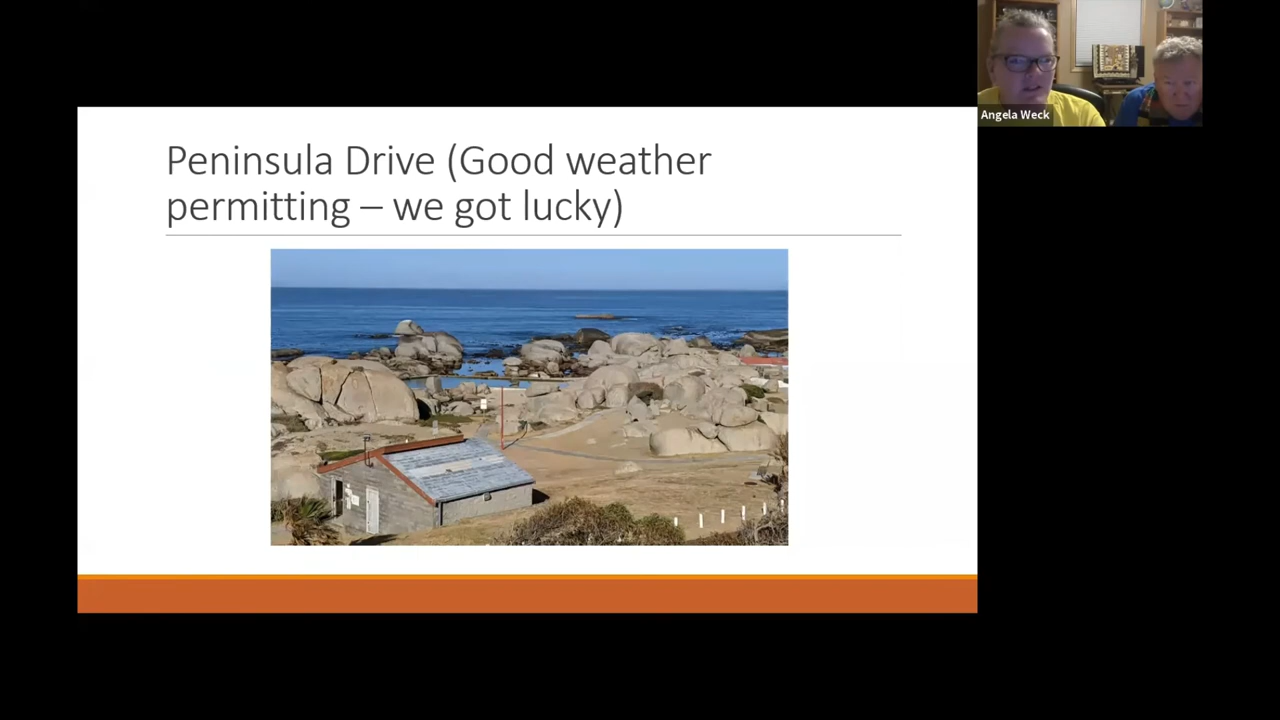 Peninsula Drive (Good weather
permitting – we got lucky)
Angela Weck